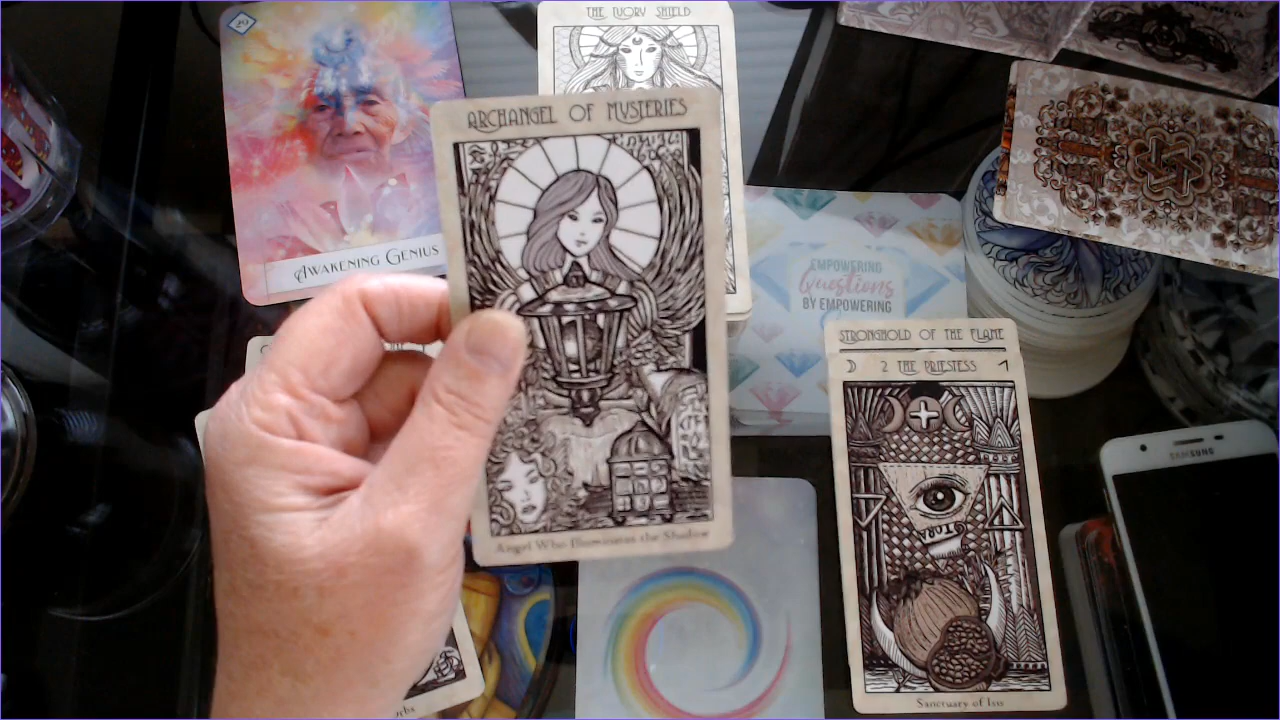 29
THE IVORY SHIELD
ARCHANGEL OF MYSTERIES
AWAKENING GENIUS
EMPOWERING
Questions
BY EMPOWERING
STRONGHOLD OF THE FLAME
2 THE PRIESTESS
TORA
SAMSUNG
Angel Who Illuminates the Shadow
Sanctuary of Isis